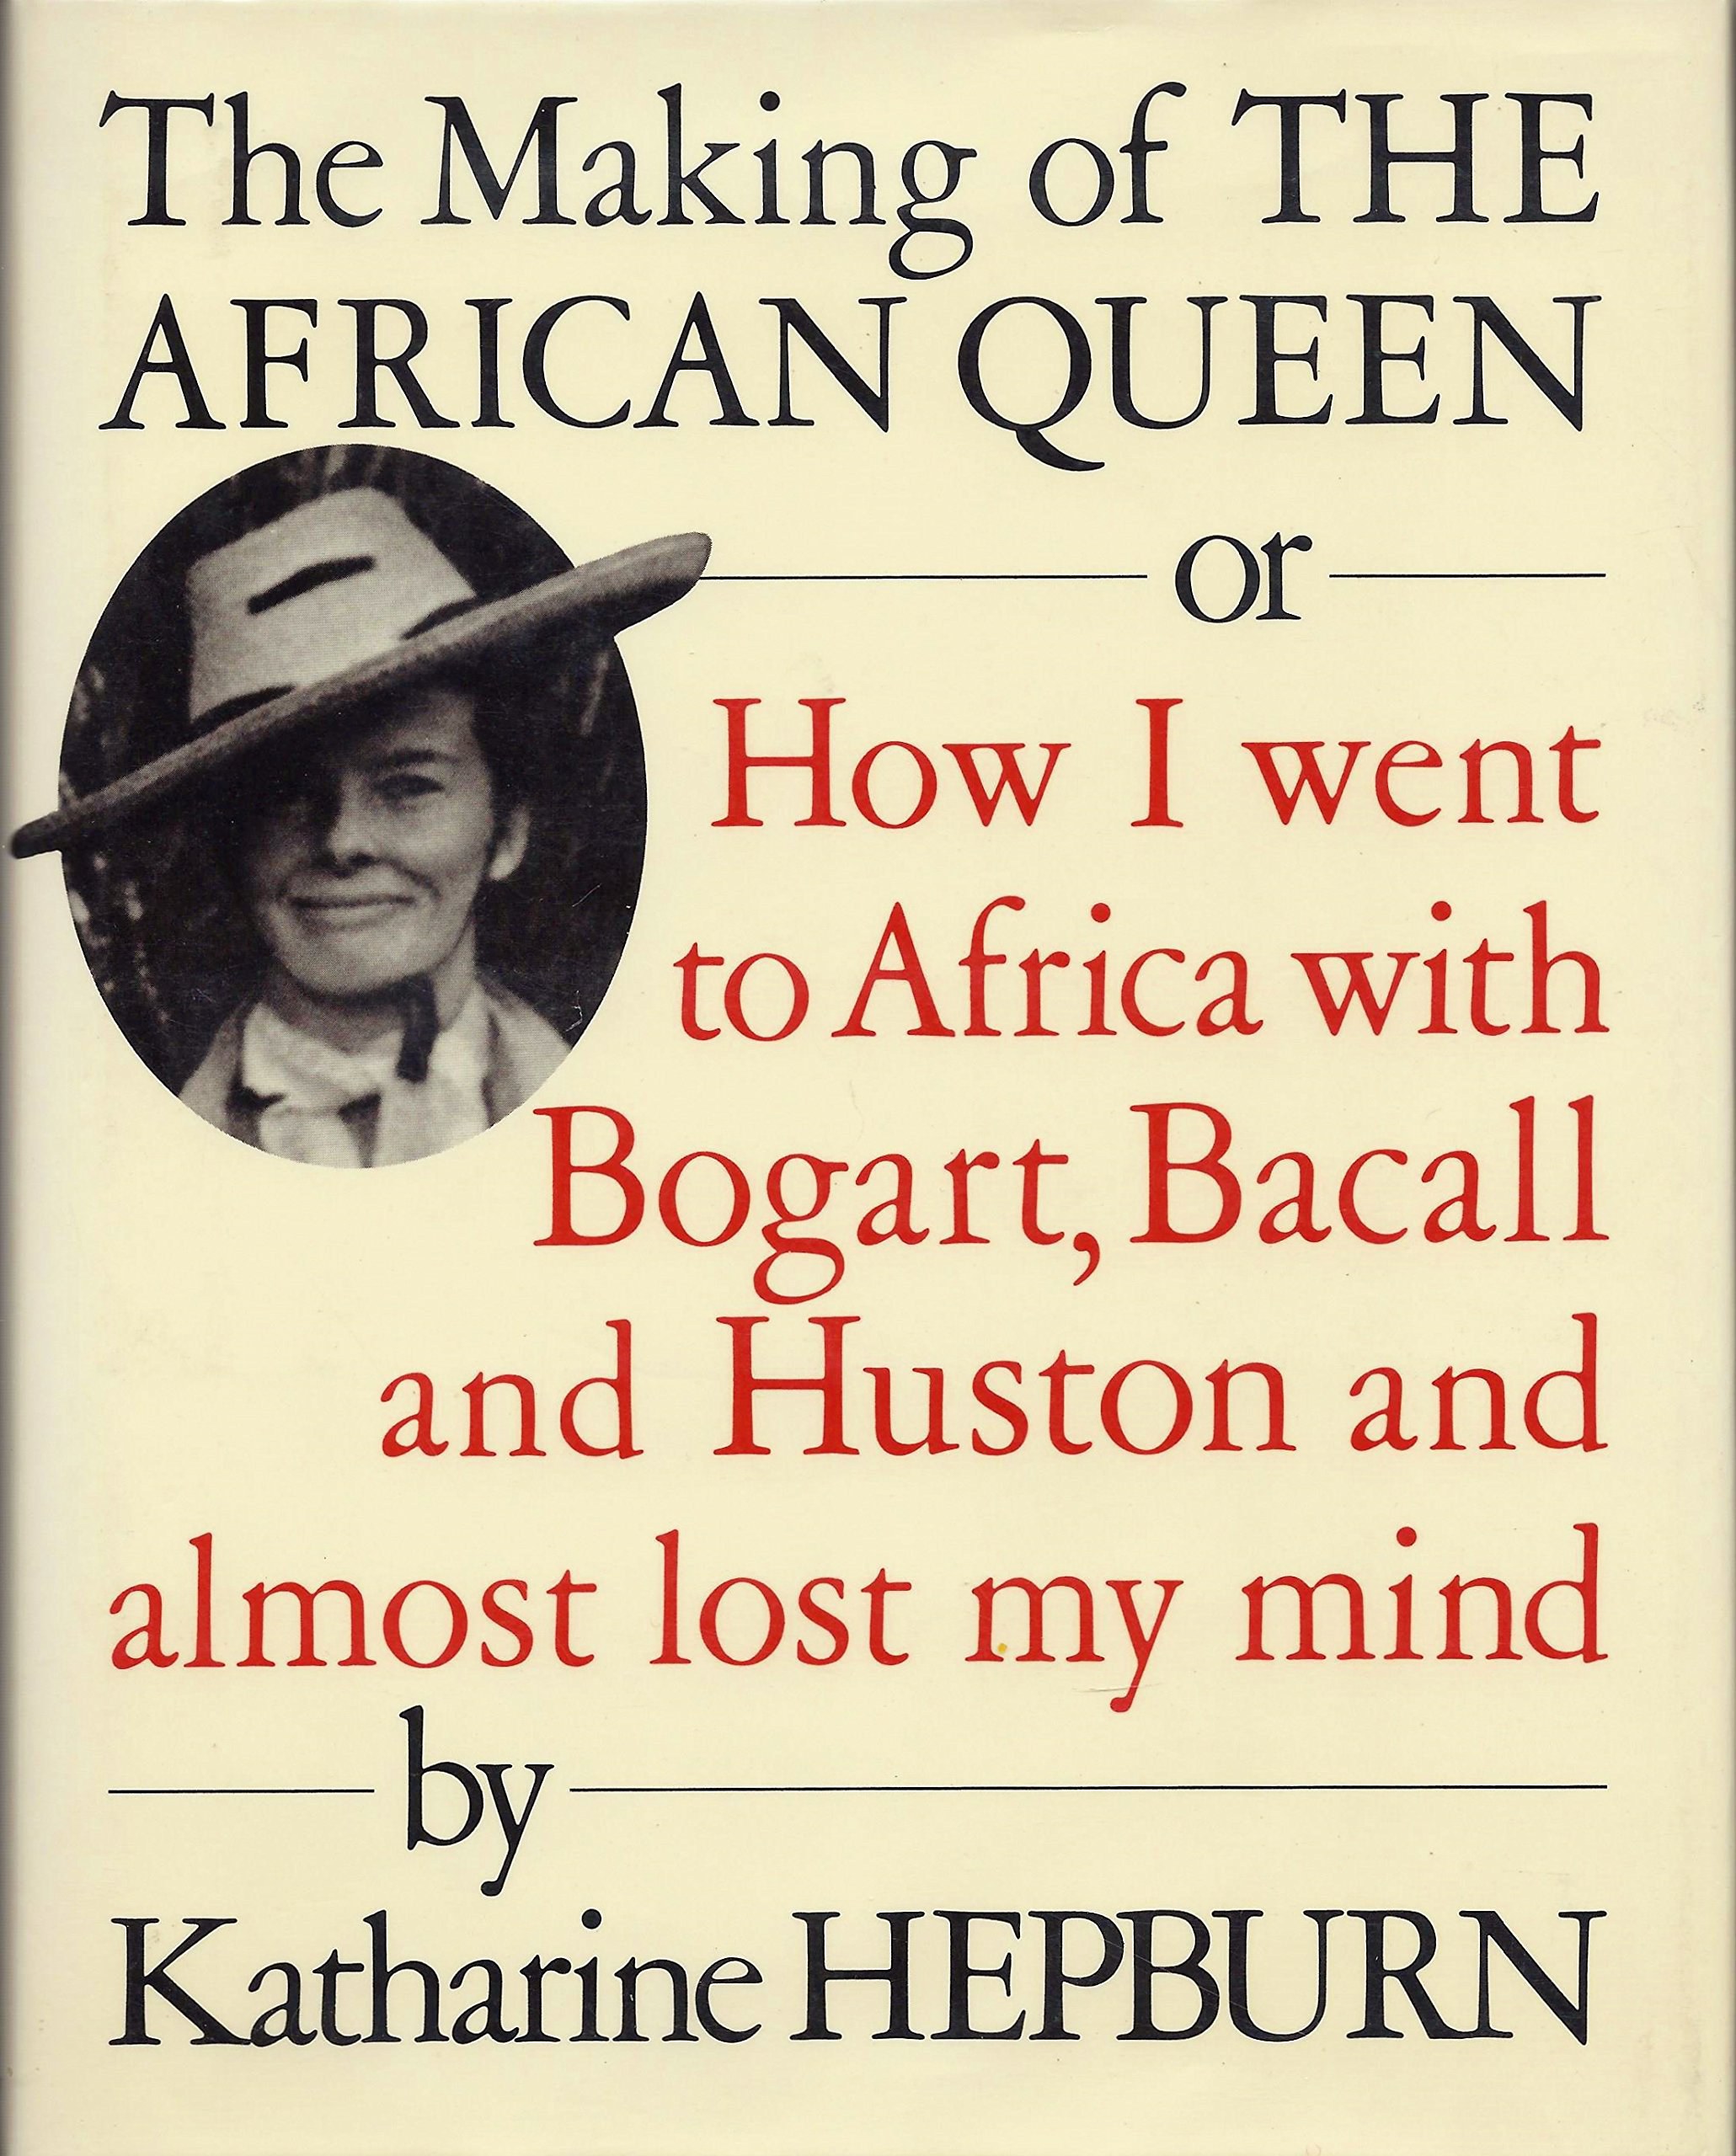 The Making of THE
AFRICAN QUEEN
or
How I went
to Africa with
Bogart, Bacall
and Huston and
almost lost my mind
by
Katharine HEPBURN